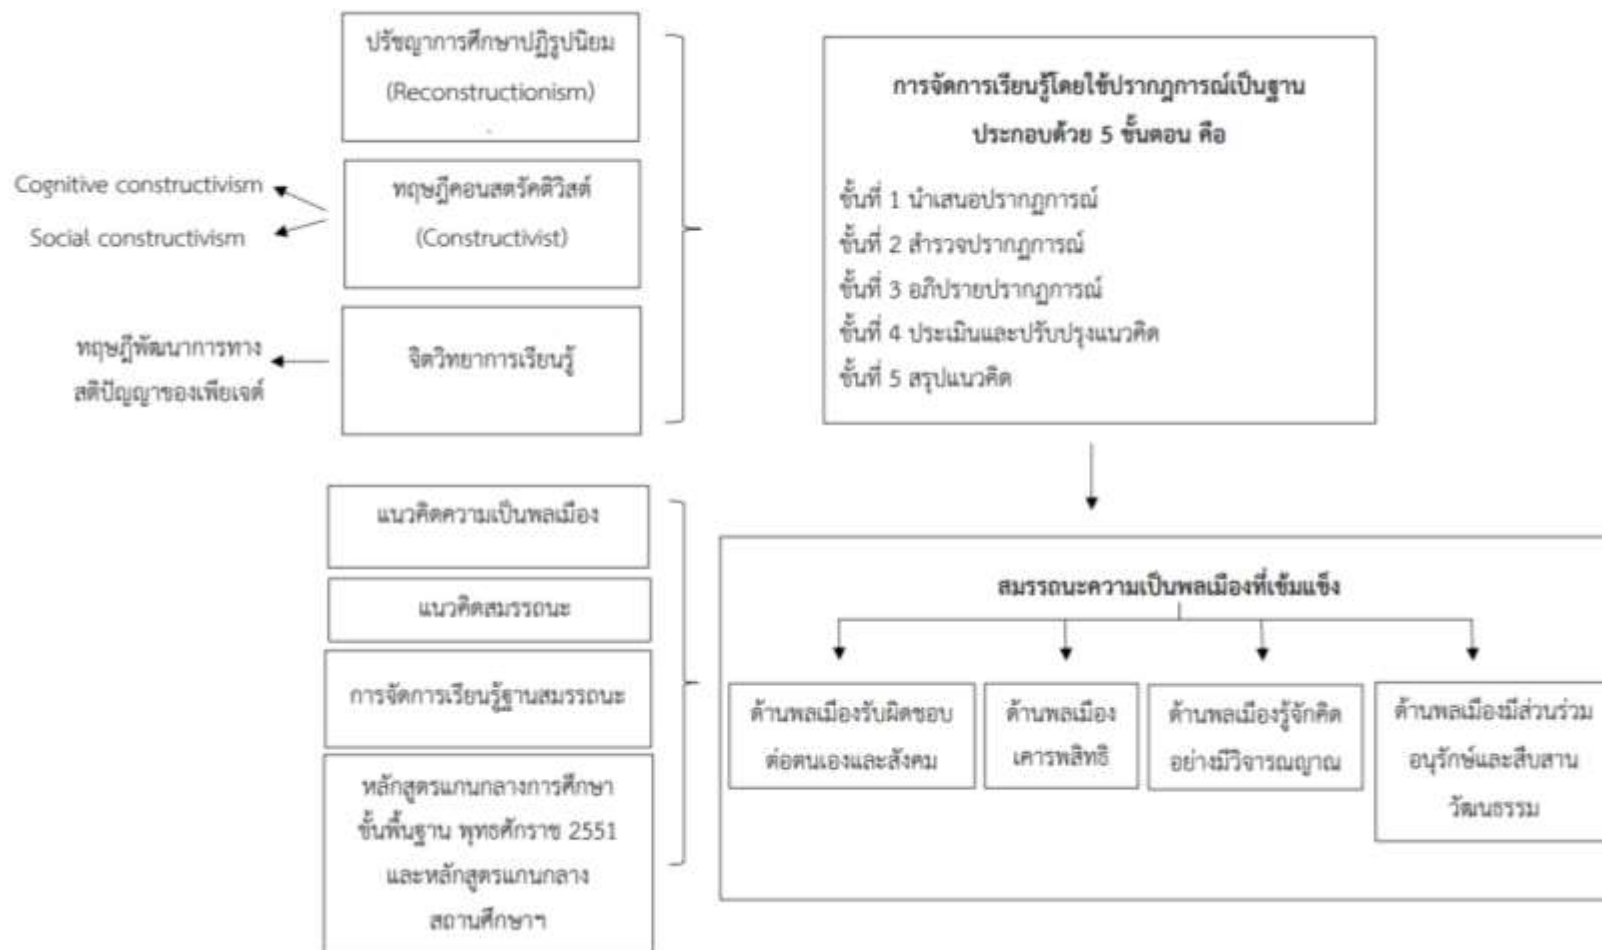 ปรัชญาการศึกษาปฏิรูปนิยม
(Reconstructionism)
Cognitive constructivism
Social constructivism
ทฤษฎีคอนสตรัคติวิสต์
(Constructivist)
ทฤษฎีพัฒนาการทาง
สติปัญญาของเพียเจต์
จิตวิทยาการเรียนรู้
การจัดการเรียนรู้โดยใช้ปรากฏการณ์เป็นฐาน
ประกอบด้วย 5 ขั้นตอน คือ
ขั้นที่ 1 นำเสนอปรากฏการณ์
ขั้นที่ 2 สำรวจปรากฏการณ์
ขั้นที่ 3 อภิปรายปรากฏการณ์
ขั้นที่ 4 ประเมินและปรับปรุงแนวคิด
ขั้นที่ 5 สรุปแนวคิด
แนวคิดความเป็นพลเมือง
แนวคิดสมรรถนะ
การจัดการเรียนรู้ฐานสมรรถนะ
หลักสูตรแกนกลางการศึกษา
ขั้นพื้นฐาน พุทธศักราช 2551
และหลักสูตรแกนกลาง
สถานศึกษาฯ
สมรรถนะความเป็นพลเมืองที่เข้มแข็ง
ด้านพลเมืองรับผิดชอบ
ต่อตนเองและสังคม
ด้านพลเมือง
เคารพสิทธิ
ด้านพลเมืองรู้จักคิด
อย่างมีวิจารณญาณ
ด้านพลเมืองมีส่วนร่วม
อนุรักษ์และสืบสาน
วัฒนธรรม